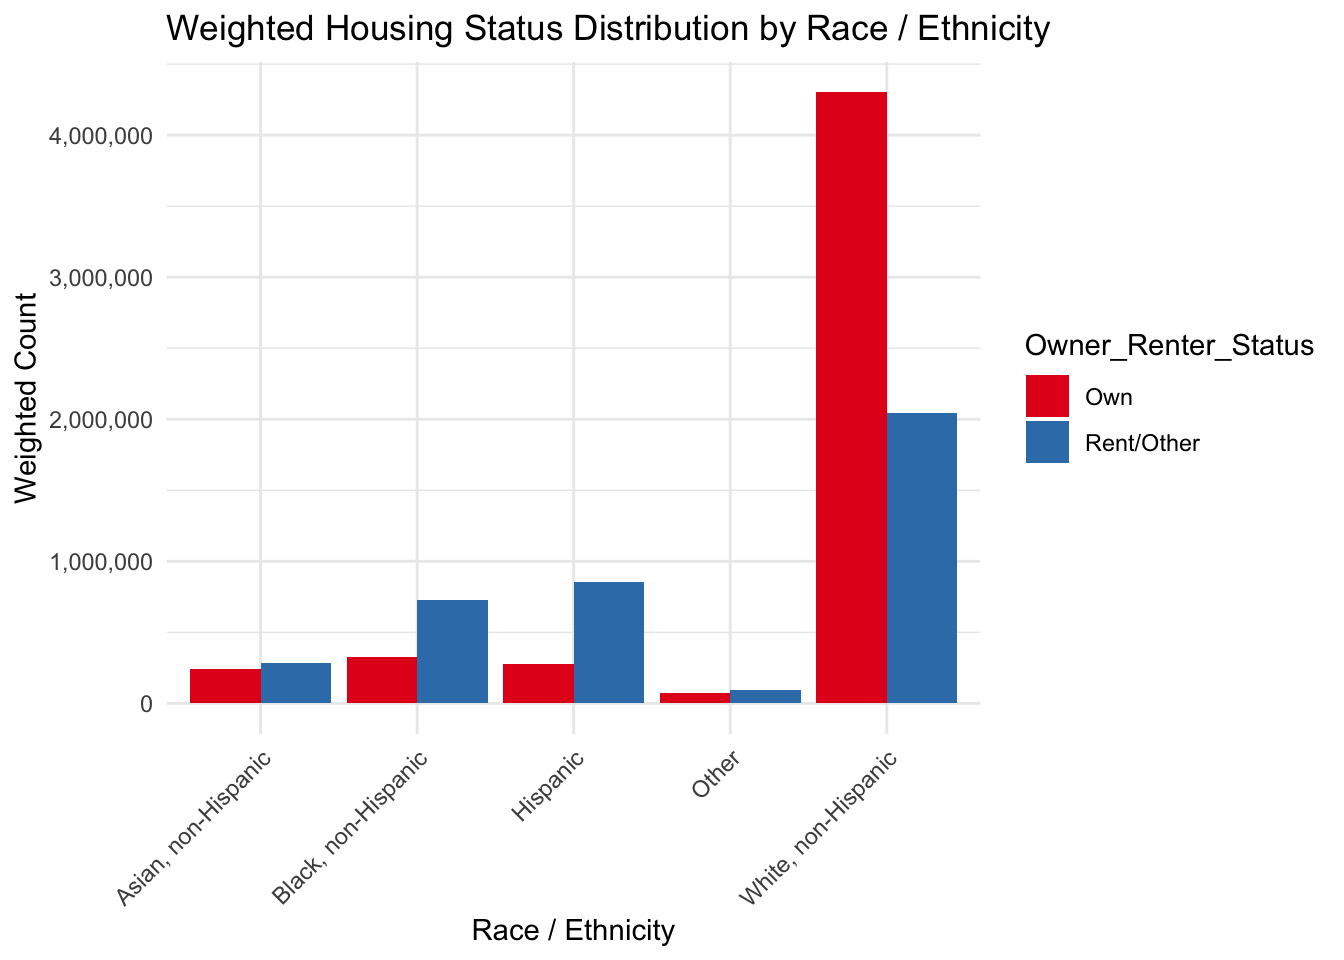 Weighted Housing Status Distribution by Race / Ethnicity
4,000,000
3,000,000
2,000,000
1,000,000
0
Weighted Count
Asian, non-Hispanic
Black, non-Hispanic
Hispanic
Other
White, non-Hispanic
Race / Ethnicity
Owner_Renter_Status
Own
Rent/Other